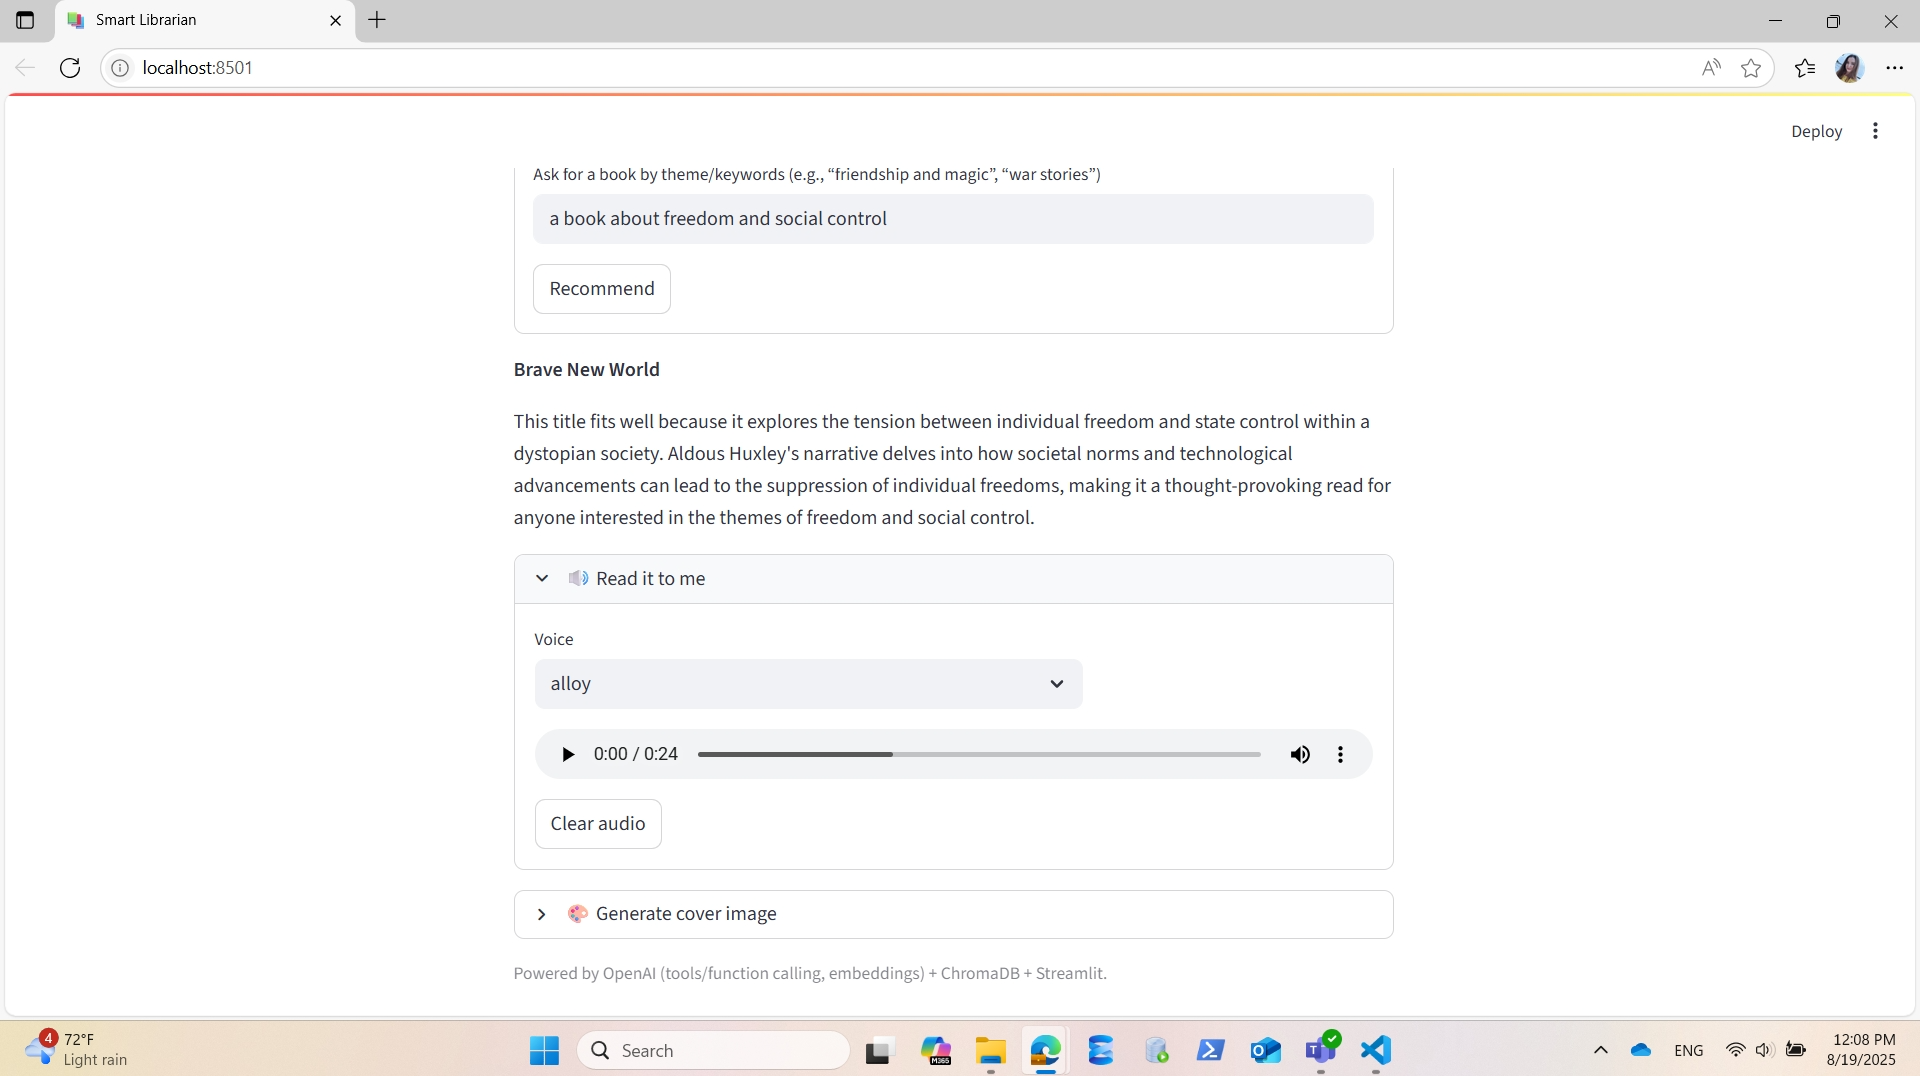 Smart Librarian
localhost:8501
Deploy
Ask for a book by theme/keywords (e.g., “friendship and magic”, “war stories”)
a book about freedom and social control
Recommend
Brave New World
This title fits well because it explores the tension between individual freedom and state control within a
dystopian society. Aldous Huxley's narrative delves into how societal norms and technological
advancements can lead to the suppression of individual freedoms, making it a thought-provoking read for
anyone interested in the themes of freedom and social control.
Read it to me
Voice
alloy
0:00 / 0:24
Clear audio
Generate cover image
Powered by OpenAI (tools/function calling, embeddings) + ChromaDB + Streamlit.
4
72°F
Light rain
Search
M365
ENG
12:08 PM
8/19/2025